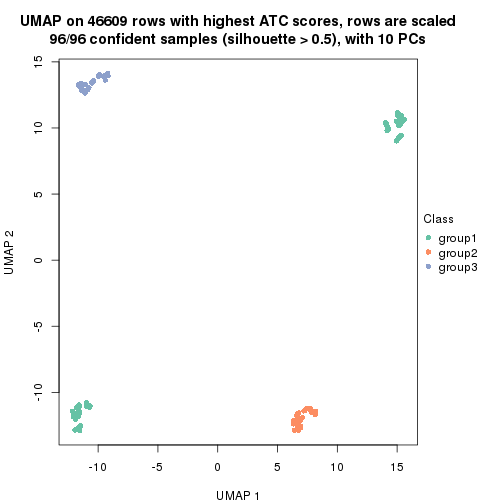 UMAP on 46609 rows with highest ATC scores, rows are scaled
96/96 confident samples (silhouette > 0.5), with 10 PCs
15
10
5
0
-5
-10
UMAP 2
-10
-5
0
5
10
15
UMAP 1
Class
group1
group2
group3